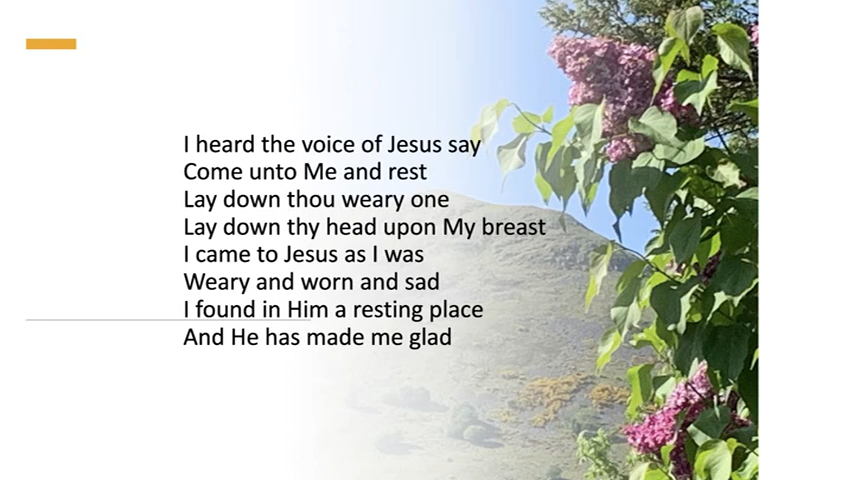 I heard the voice of Jesus say
Come unto Me and rest
Lay down thou weary one
Lay down thy head upon My breast
I came to Jesus as I was
Weary and worn and sad
I found in Him a resting place
And He has made me glad